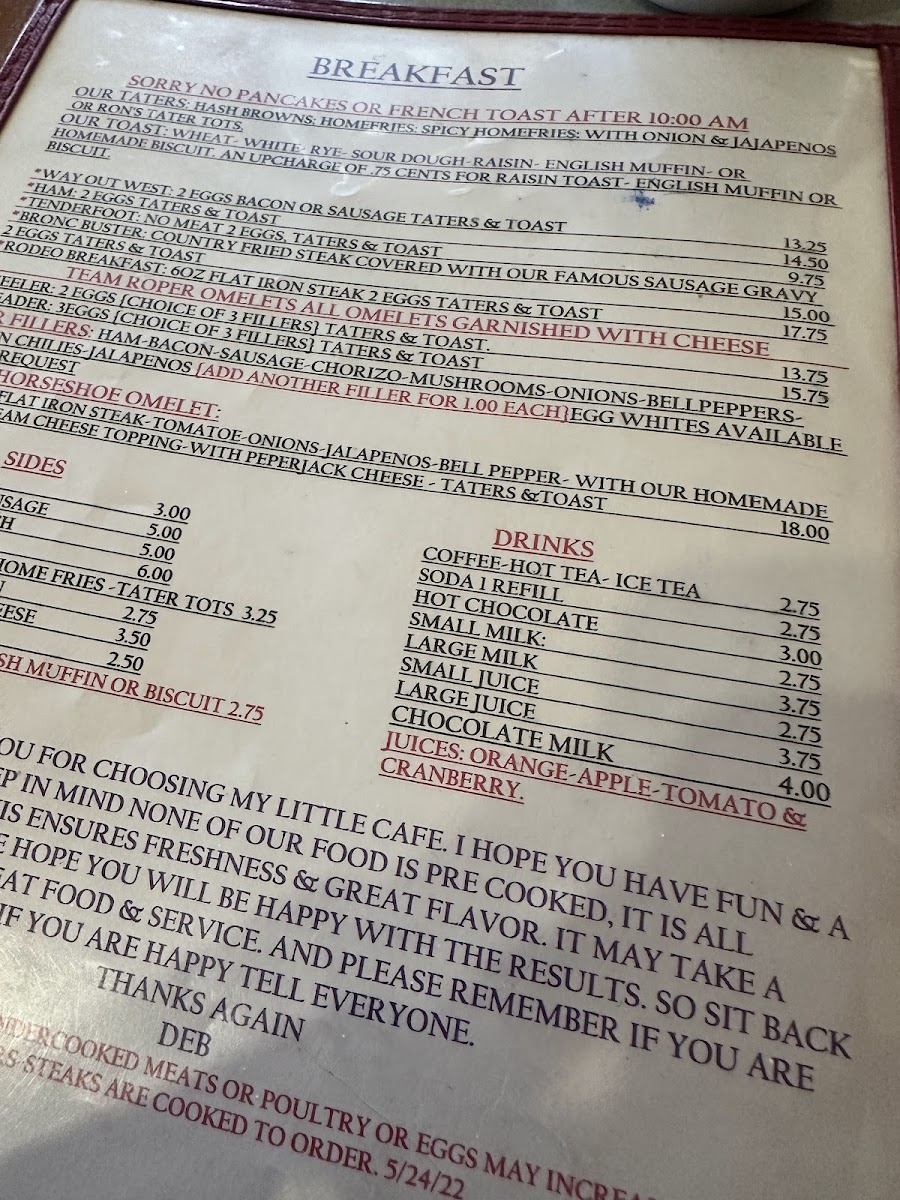 BREAKFAST
SORRY NO PANCAKES OR FRENCH TOAST AFTER 10:00 AM
OUR TATERS: HASH BROWNS: HOMEFRIES: SPICY HOMEFRIES: WITH ONION & JAJAPENOS
OR RON'S TATER TOTS.
OUR TOAST: WHEAT- WHITE- RYE- SOUR DOUGH-RAISIN- ENGLISH MUFFIN- OR
HOMEMADE BISCUIT. AN UPCHARGE OF .75 CENTS FOR RAISIN TOAST- ENGLISH MUFFIN OR
BISCUIT.
*WAY OUT WEST: 2 EGGS BACON OR SAUSAGE TATERS & TOAST 13.25
*HAM: 2 EGGS TATERS & TOAST 14.50
*TENDERFOOT: NO MEAT 2 EGGS, TATERS & TOAST 9.75
*BRONC BUSTER: COUNTRY FRIED STEAK COVERED WITH OUR FAMOUS SAUSAGE GRAVY
2 EGGS TATERS & TOAST 15.00
*RODEO BREAKFAST: 6OZ FLAT IRON STEAK 2 EGGS TATERS & TOAST 17.75
TEAM ROPER OMELETS ALL OMELETS GARNISHED WITH CHEESE
EELER: 2 EGGS {CHOICE OF 3 FILLERS} TATERS & TOAST. 13.75
ADER: 3EGGS {CHOICE OF 3 FILLERS} TATERS & TOAST 15.75
R FILLERS: HAM-BACON-SAUSAGE-CHORIZO-MUSHROOMS-ONIONS-BELLPEPPERS-
N CHILIES-JALAPENOS {ADD ANOTHER FILLER FOR 1.00 EACH}EGG WHITES AVAILABLE
REQUEST
HORSESHOE OMELET:
FLAT IRON STEAK-TOMATOE-ONIONS-JALAPENOS-BELL PEPPER- WITH OUR HOMEMADE
EAM CHEESE TOPPING-WITH PEPERJACK CHEESE - TATERS &TOAST 18.00
SIDES
3.00
USAGE 5.00
CH 5.00
6.00
HOME FRIES -TATER TOTS 3.25
2.75
EESE 3.50
2.50
SH MUFFIN OR BISCUIT 2.75
DRINKS
COFFEE-HOT TEA- ICE TEA 2.75
SODA 1 REFILL 2.75
HOT CHOCOLATE 3.00
SMALL MILK: 2.75
LARGE MILK 3.75
SMALL JUICE 2.75
LARGE JUICE 3.75
CHOCOLATE MILK 4.00
JUICES: ORANGE-APPLE-TOMATO &
CRANBERRY.
OU FOR CHOOSING MY LITTLE CAFE. I HOPE YOU HAVE FUN & A
EP IN MIND NONE OF OUR FOOD IS PRE COOKED, IT IS ALL
IS ENSURES FRESHNESS & GREAT FLAVOR. IT MAY TAKE A
E HOPE YOU WILL BE HAPPY WITH THE RESULTS. SO SIT BACK
EAT FOOD & SERVICE. AND PLEASE REMEMBER IF YOU ARE
IF YOU ARE HAPPY TELL EVERYONE.
THANKS AGAIN
DEB
NDERCOOKED MEATS OR POULTRY OR EGGS MAY INCREA
RS-STEAKS ARE COOKED TO ORDER. 5/24/22